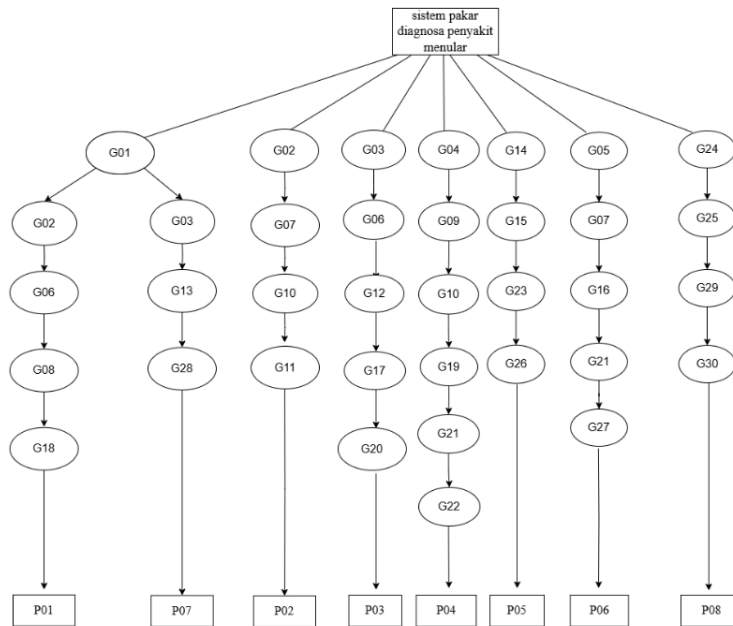 sistem pakar
diagnosa penyakit
menular
G01
G02
G03
G04
G14
G05
G24
G02
G03
G07
G06
G09
G15
G07
G25
G06
G13
G10
G12
G10
G23
G16
G29
G08
G28
G11
G17
G19
G26
G21
G30
G18
G20
G21
G27
G22
P01
P07
P02
P03
P04
P05
P06
P08